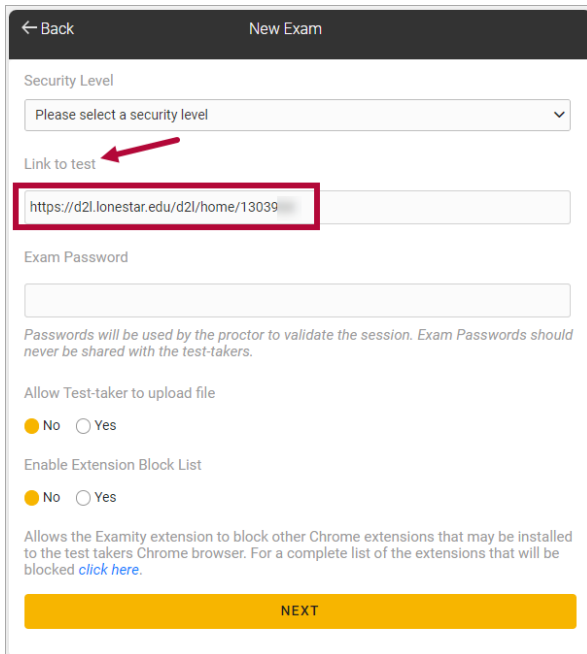 ← Back
New Exam
Security Level
Please select a security level
Link to test
https://d2l.lonestar.edu/d2l/home/13039
Exam Password
Passwords will be used by the proctor to validate the session. Exam Passwords should
never be shared with the test-takers.
Allow Test-taker to upload file
No Yes
Enable Extension Block List
No Yes
Allows the Examity extension to block other Chrome extensions that may be installed
to the test takers Chrome browser. For a complete list of the extensions that will be
blocked click here.
NEXT